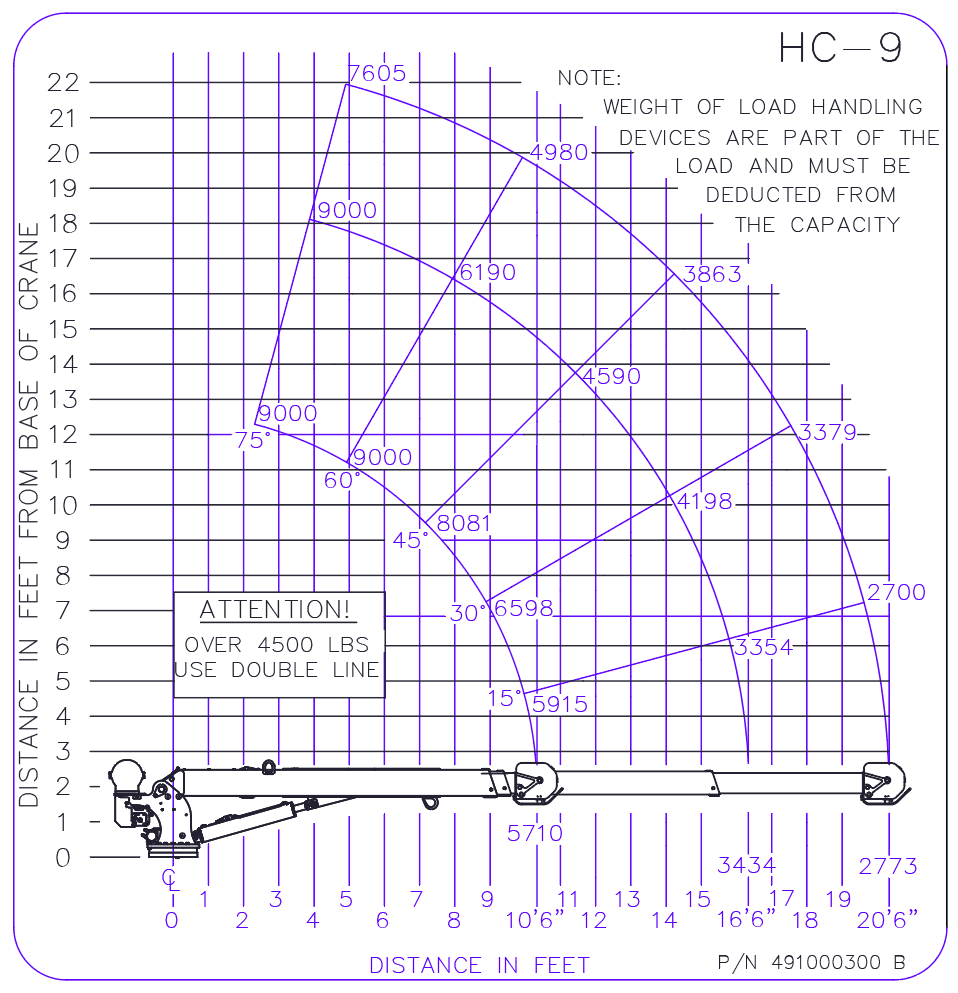 HC-9
NOTE:
WEIGHT OF LOAD HANDLING
DEVICES ARE PART OF THE
LOAD AND MUST BE
DEDUCTED FROM
THE CAPACITY
DISTANCE IN FEET FROM BASE OF CRANE
22
21
20
19
18
17
16
15
14
13
12
11
10
9
8
7
6
5
4
3
2
1
0
7605
4980
9000
6190
3863
4590
9000
75°
3379
9000
60°
4198
8081
45°
2700
6598
30°
3354
5915
15°
ATTENTION!
OVER 4500 LBS
USE DOUBLE LINE
5710
3434
2773
CL
1 3 5 7 9 11 13 15 17 19
0 2 4 6 8 10'6" 12 14 16'6" 18 20'6"
DISTANCE IN FEET
P/N 491000300 B